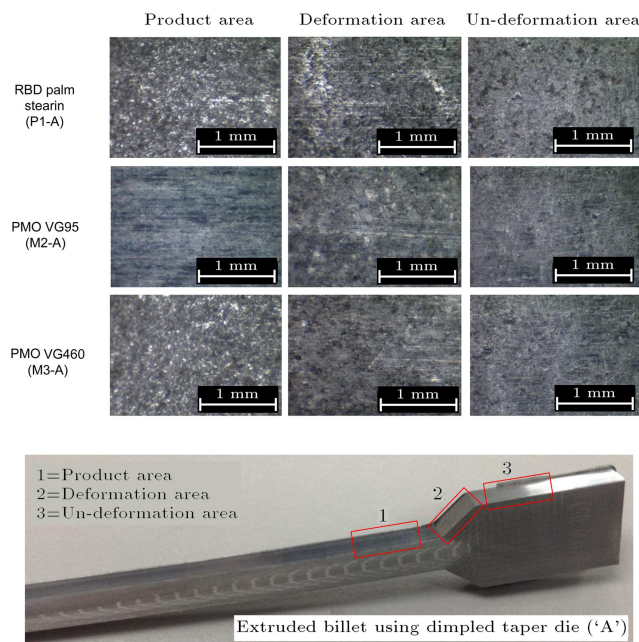 Product area
Deformation area
Un-deformation area
RBD palm
stearin
(P1-A)
1 mm
1 mm
1 mm
PMO VG95
(M2-A)
1 mm
1 mm
1 mm
PMO VG460
(M3-A)
1 mm
1 mm
1 mm
1=Product area
2=Deformation area
3=Un-deformation area
1
2
3
Extruded billet using dimpled taper die (‘A’)